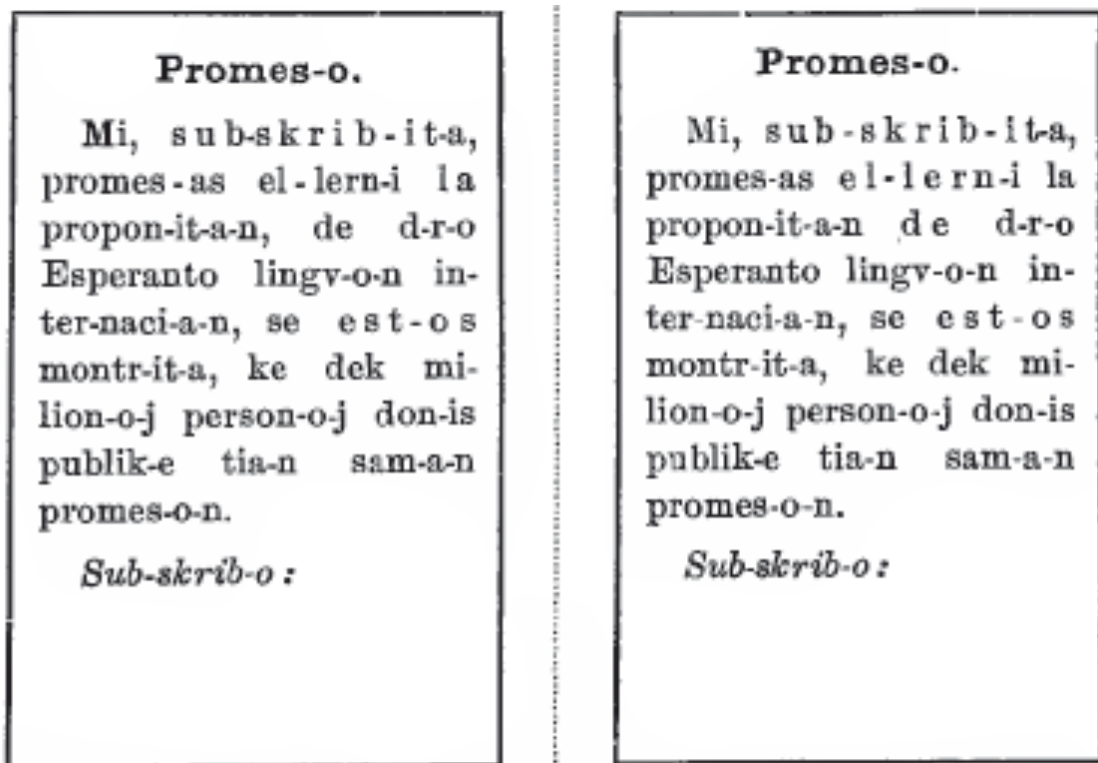 Promes-o.
Mi, sub-skrib-it-a,
promes-as el-lern-i la
propon-it-a-n, de d-r-o
Esperanto lingv-o-n in-
ter-naci-a-n, se est-os
montr-it-a, ke dek mi-
lion-o-j person-o-j don-is
publik-e tia-n sam-a-n
promes-o-n.
Sub-skrib-o:
Promes-o.
Mi, sub-skrib-it-a,
promes-as el-lern-i la
propon-it-a-n de d-r-o
Esperanto lingv-o-n in-
ter-naci-a-n, se est-os
montr-it-a, ke dek mi-
lion-o-j person-o-j don-is
publik-e tia-n sam-a-n
promes-o-n.
Sub-skrib-o: